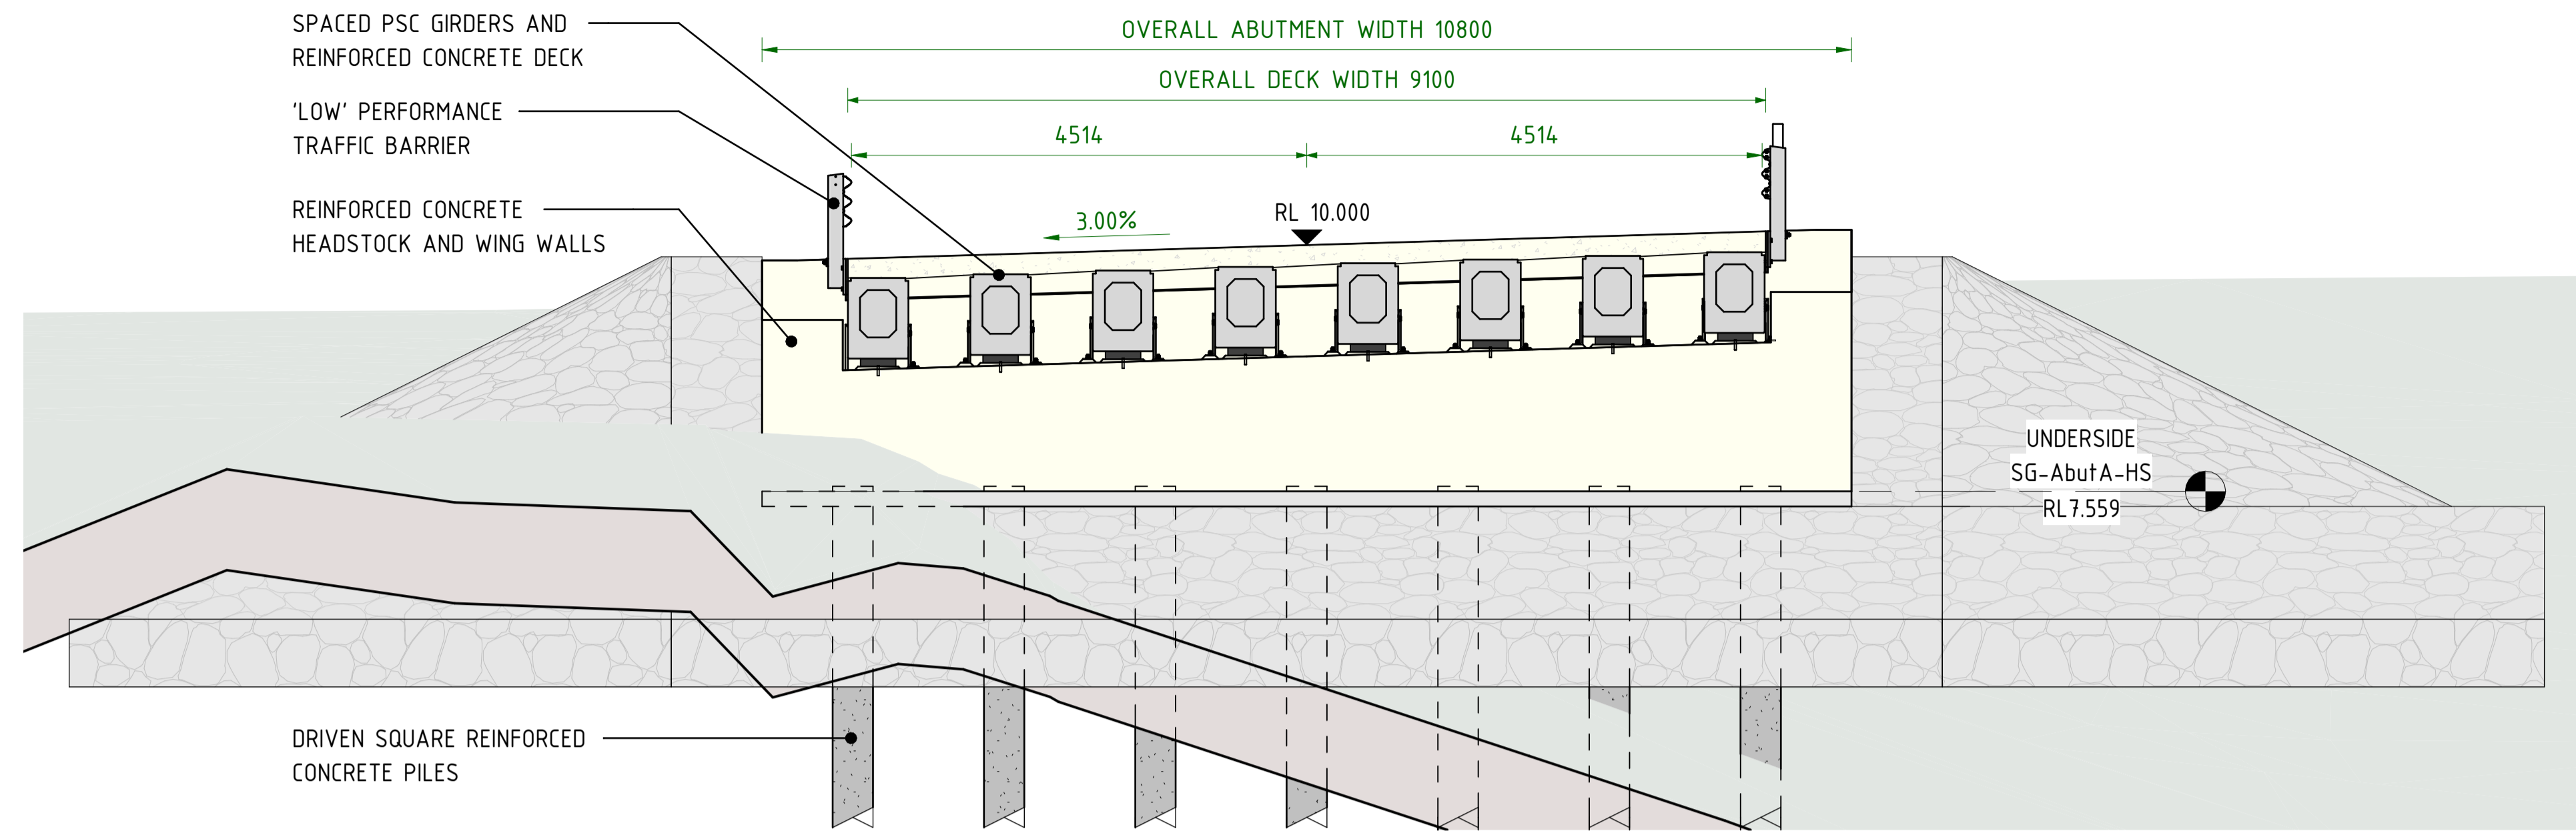 SPACED PSC GIRDERS AND
REINFORCED CONCRETE DECK
'LOW' PERFORMANCE
TRAFFIC BARRIER
REINFORCED CONCRETE
HEADSTOCK AND WING WALLS
OVERALL ABUTMENT WIDTH 10800
OVERALL DECK WIDTH 9100
4514
4514
3.00%
RL 10.000
UNDERSIDE
SG-AbutA-HS
RL7.559
DRIVEN SQUARE REINFORCED
CONCRETE PILES